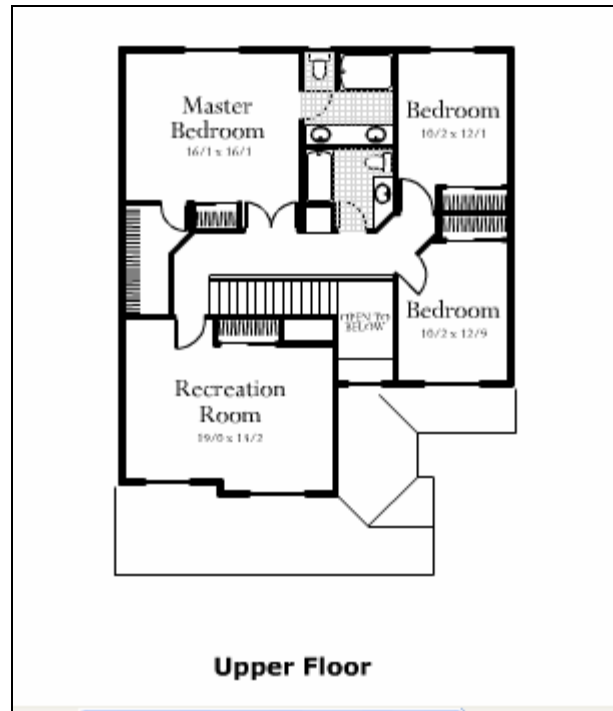 Master
Bedroom
16/1 x 16/1
Bedroom
10/2 x 12/1
OPEN TO
BELOW
Bedroom
10/2 x 12/9
Recreation
Room
19/0 x 14/2
Upper Floor